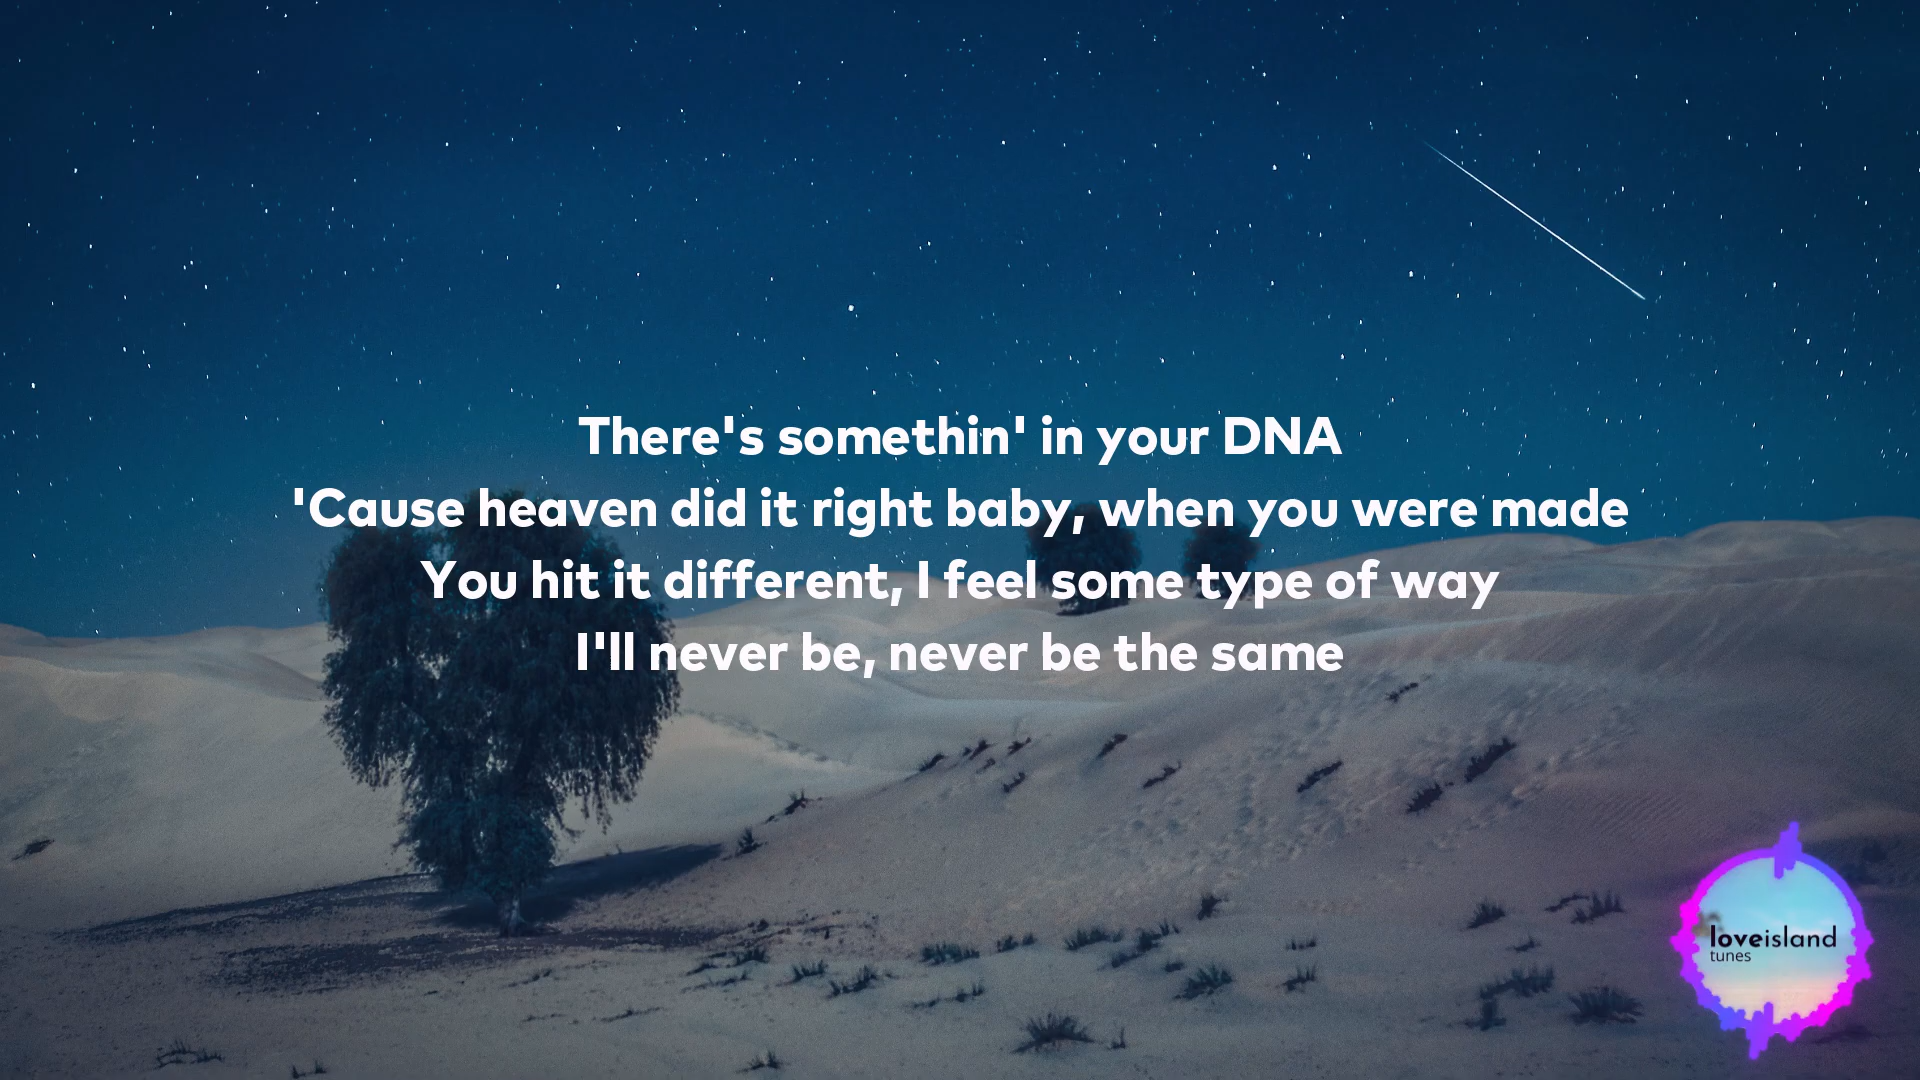 There's somethin' in your DNA
'Cause heaven did it right baby, when you were made
You hit it different, I feel some type of way
I'll never be, never be the same
loveisland
tunes